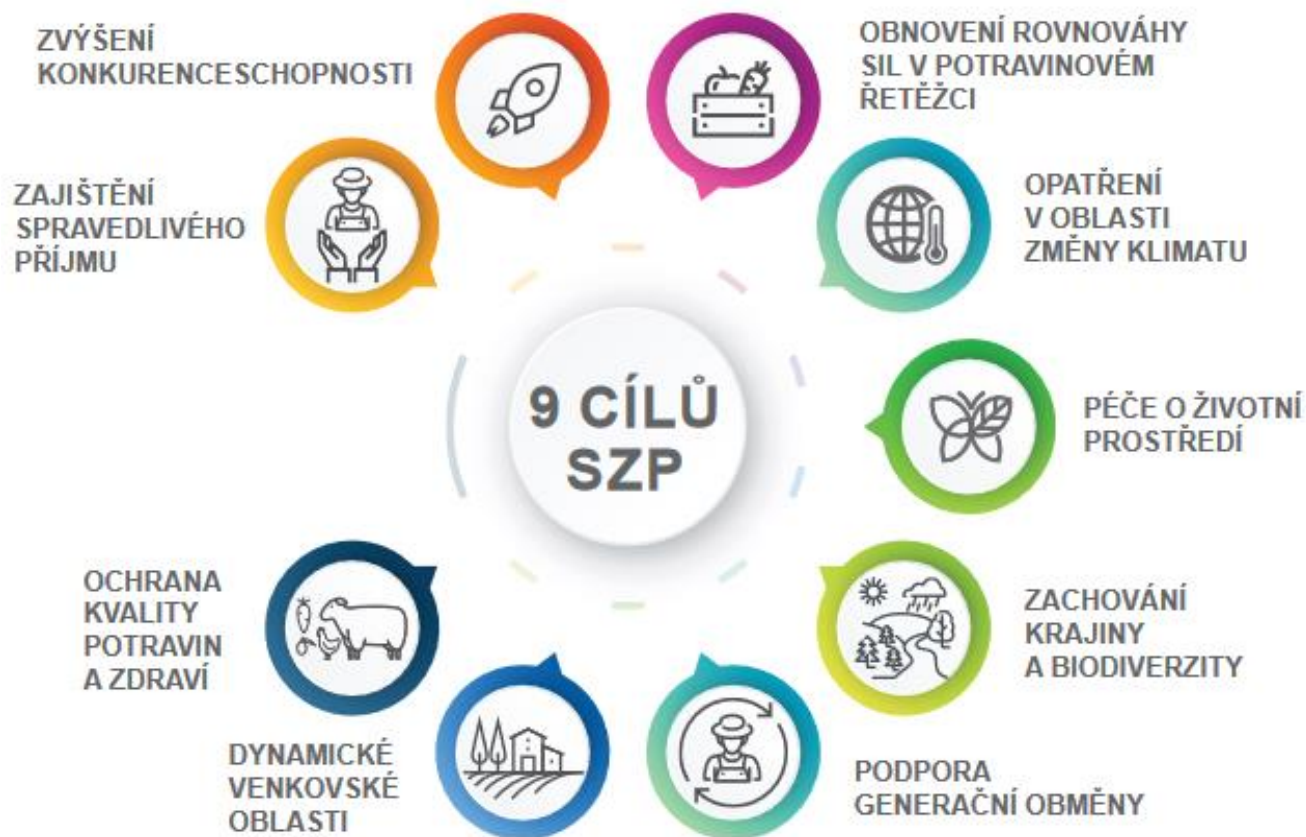 ZVÝŠENÍ
KONKURENCESCHOPNOSTI
OBNOVENÍ ROVNOVÁHY
SIL V POTRAVINOVÉM
ŘETĚŽCI
ZAJIŠTĚNÍ
SPRAVEDLIVÉHO
PŘÍJMU
OPATŘENÍ
V OBLASTI
ZMĚNY KLIMATU
9 CÍLŮ
SZP
PÉČE O ŽIVOTNÍ
PROSTŘEDÍ
OCHRANA
KVALITY
POTRAVIN
A ZDRAVÍ
ZACHOVÁNÍ
KRAJINY
A BIODIVERZITY
DYNAMICKÉ
VENKOVSKÉ
OBLASTI
PODPORA
GENERAČNÍ OBMĚNY